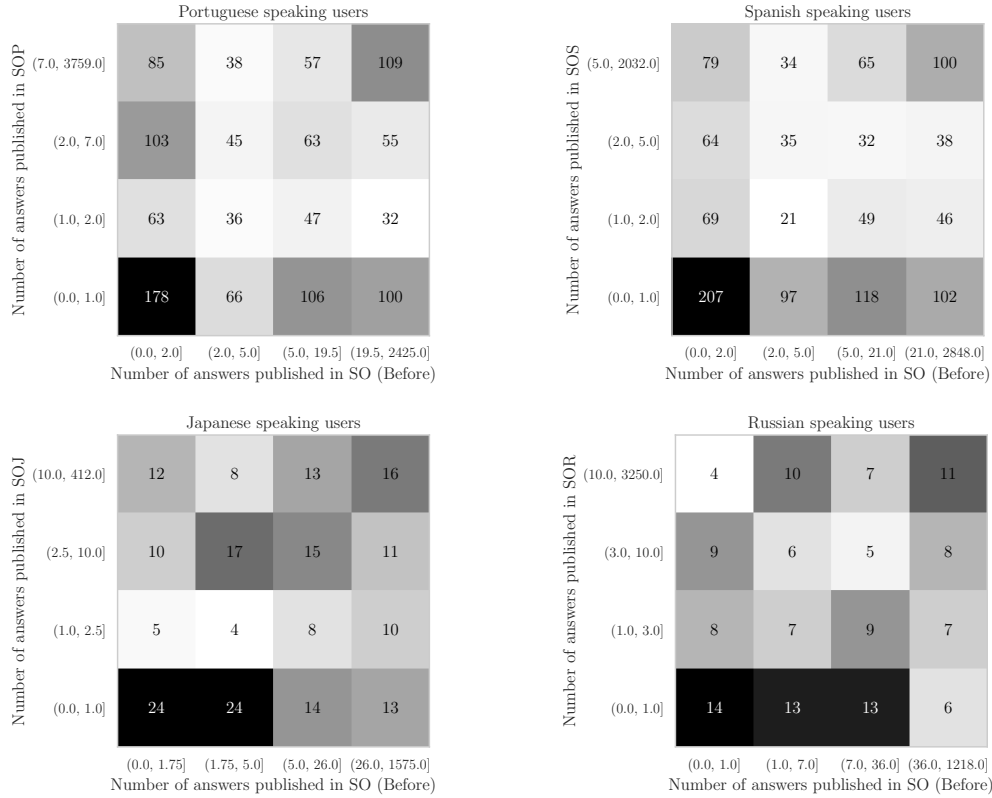 Portuguese speaking users
Number of answers published in SOP
(7.0, 3759.0] 85 38 57 109
(2.0, 7.0] 103 45 63 55
(1.0, 2.0] 63 36 47 32
(0.0, 1.0] 178 66 106 100
(0.0, 2.0] (2.0, 5.0] (5.0, 19.5] (19.5, 2425.0]
Number of answers published in SO (Before)
Spanish speaking users
Number of answers published in SOS
(5.0, 2032.0] 79 34 65 100
(2.0, 5.0] 64 35 32 38
(1.0, 2.0] 69 21 49 46
(0.0, 1.0] 207 97 118 102
(0.0, 2.0] (2.0, 5.0] (5.0, 21.0] (21.0, 2848.0]
Number of answers published in SO (Before)
Japanese speaking users
Number of answers published in SOJ
(10.0, 412.0] 12 8 13 16
(2.5, 10.0] 10 17 15 11
(1.0, 2.5] 5 4 8 10
(0.0, 1.0] 24 24 14 13
(0.0, 1.75] (1.75, 5.0] (5.0, 26.0] (26.0, 1575.0]
Number of answers published in SO (Before)
Russian speaking users
Number of answers published in SOR
(10.0, 3250.0] 4 10 7 11
(3.0, 10.0] 9 6 5 8
(1.0, 3.0] 8 7 9 7
(0.0, 1.0] 14 13 13 6
(0.0, 1.0] (1.0, 7.0] (7.0, 36.0] (36.0, 1218.0]
Number of answers published in SO (Before)